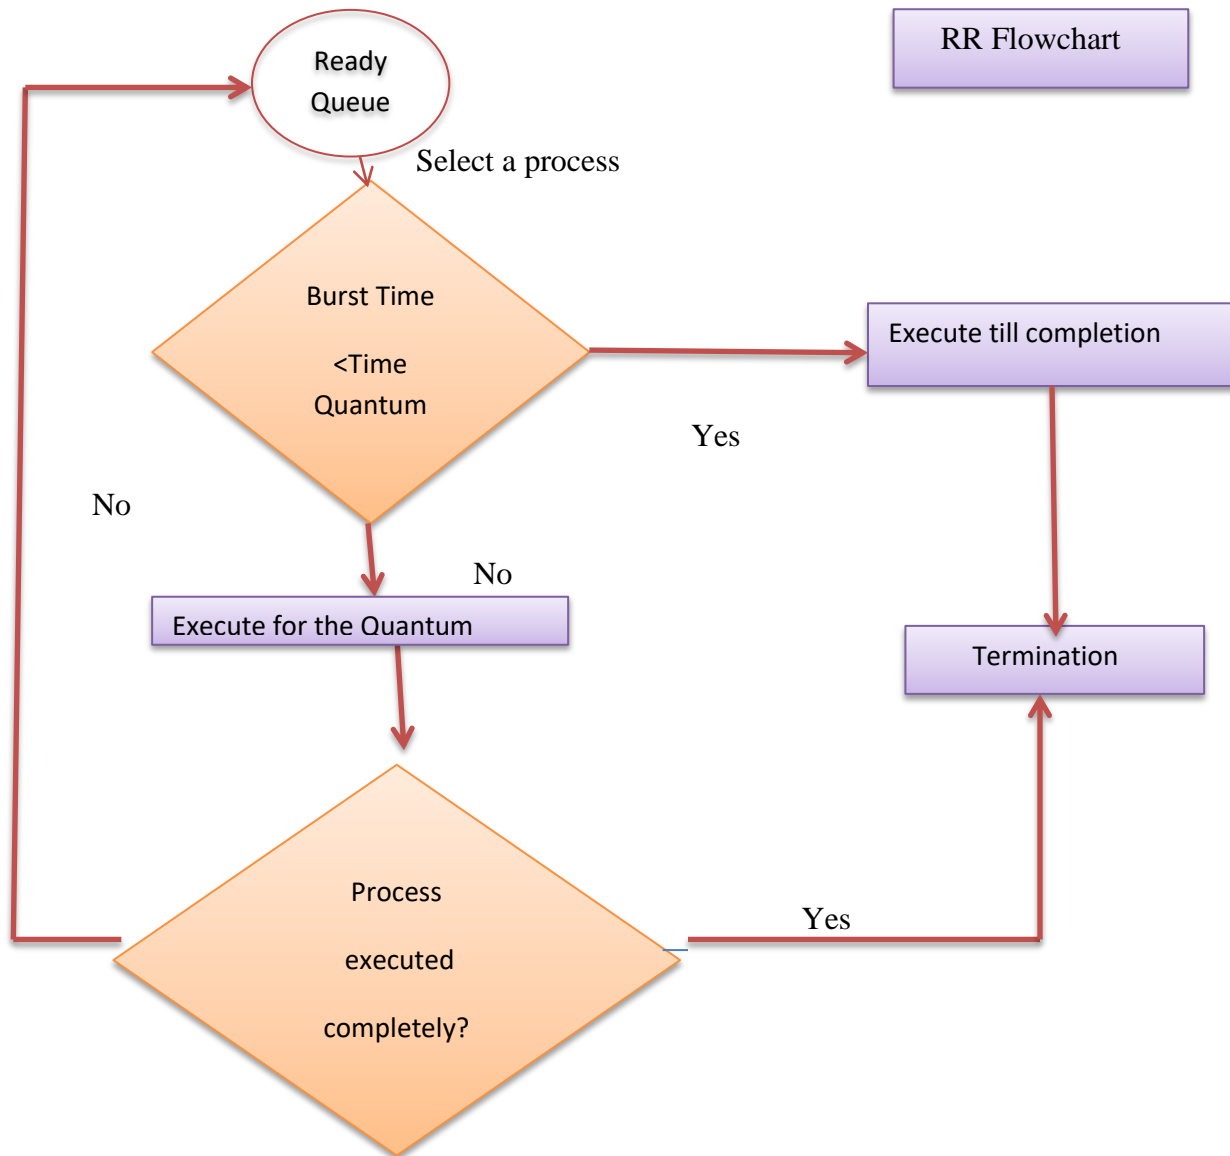 RR Flowchart
Ready
Queue
Select a process
Burst Time
<Time
Quantum
Execute till completion
Yes
No
No
Execute for the Quantum
Termination
Process
executed
completely?
Yes